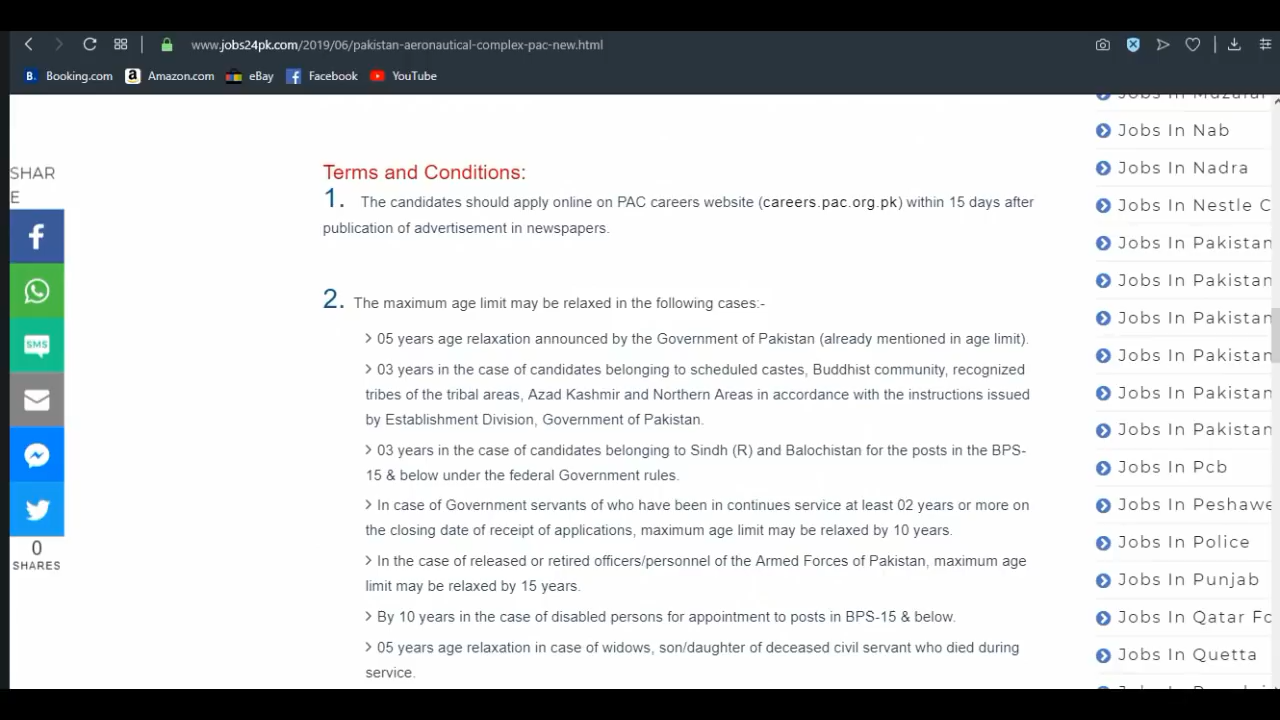 www.jobs24pk.com/2019/06/pakistan-aeronautical-complex-pac-new.html
B. Booking.com Amazon.com eBay Facebook YouTube
SHAR
E
SMS
0
SHARES
Terms and Conditions:
1. The candidates should apply online on PAC careers website (careers.pac.org.pk) within 15 days after
publication of advertisement in newspapers.
2. The maximum age limit may be relaxed in the following cases:-
05 years age relaxation announced by the Government of Pakistan (already mentioned in age limit).
03 years in the case of candidates belonging to scheduled castes, Buddhist community, recognized
tribes of the tribal areas, Azad Kashmir and Northern Areas in accordance with the instructions issued
by Establishment Division, Government of Pakistan.
03 years in the case of candidates belonging to Sindh (R) and Balochistan for the posts in the BPS-
15 & below under the federal Government rules.
In case of Government servants of who have been in continues service at least 02 years or more on
the closing date of receipt of applications, maximum age limit may be relaxed by 10 years.
In the case of released or retired officers/personnel of the Armed Forces of Pakistan, maximum age
limit may be relaxed by 15 years.
By 10 years in the case of disabled persons for appointment to posts in BPS-15 & below.
05 years age relaxation in case of widows, son/daughter of deceased civil servant who died during
service.
Jobs In
Jobs In Nab
Jobs In Nadra
Jobs In Nestle C
Jobs In Pakistan
Jobs In Pakistan
Jobs In Pakistan
Jobs In Pakistan
Jobs In Pakistan
Jobs In Pakistan
Jobs In Pcb
Jobs In Peshawe
Jobs In Police
Jobs In Punjab
Jobs In Qatar Fo
Jobs In Quetta